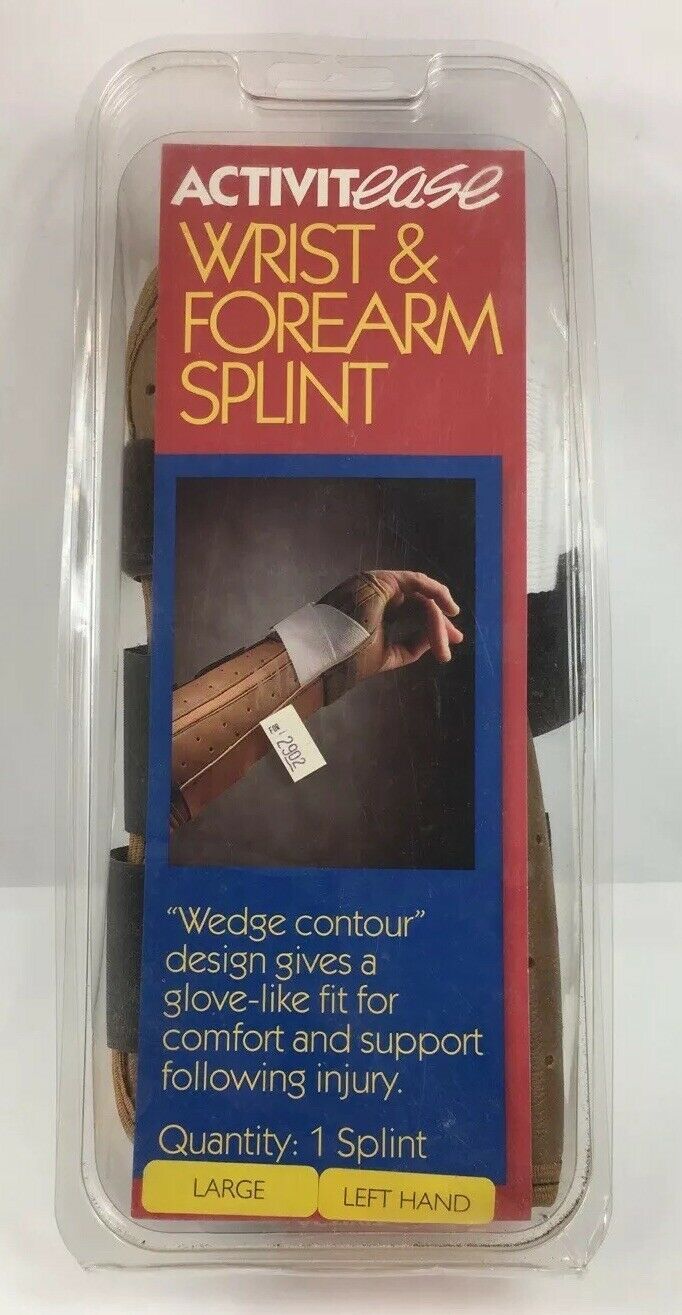 ACTIVITease
WRIST &
FOREARM
SPLINT
2902
“Wedge contour”
design gives a
glove-like fit for
comfort and support
following injury.
Quantity: 1 Splint
LARGE
LEFT HAND